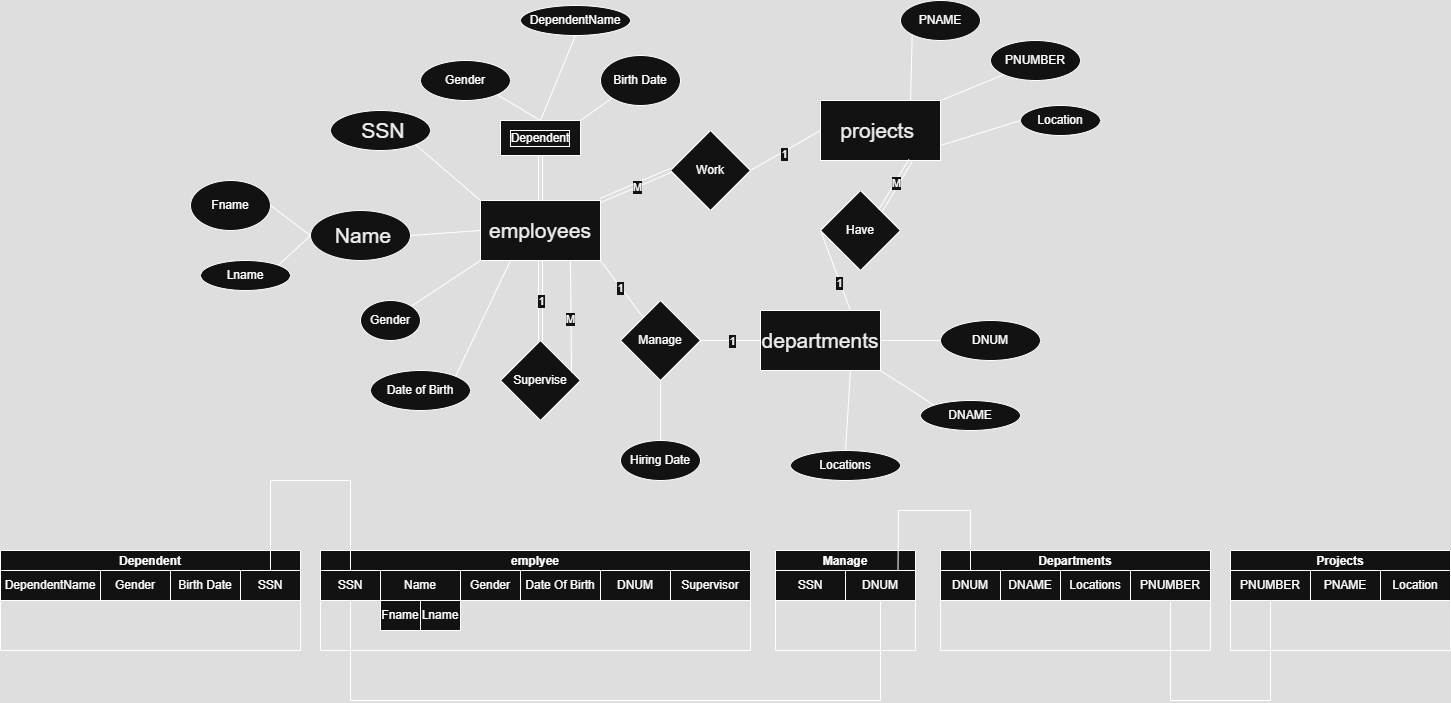 DependentName
PNAME
Gender
Birth Date
PNUMBER
SSN
Dependent
projects
Location
Work
1
M
M
Fname
Name
employees
Have
Lname
1
1
1
M
Gender
Manage
1
departments
DNUM
Date of Birth
Supervise
DNAME
Hiring Date
Locations
Dependent
DependentName Gender Birth Date SSN
emplyee
SSN Name Gender Date Of Birth DNUM Supervisor
Fname Lname
Manage
SSN DNUM
Departments
DNUM DNAME Locations PNUMBER
Projects
PNUMBER PNAME Location